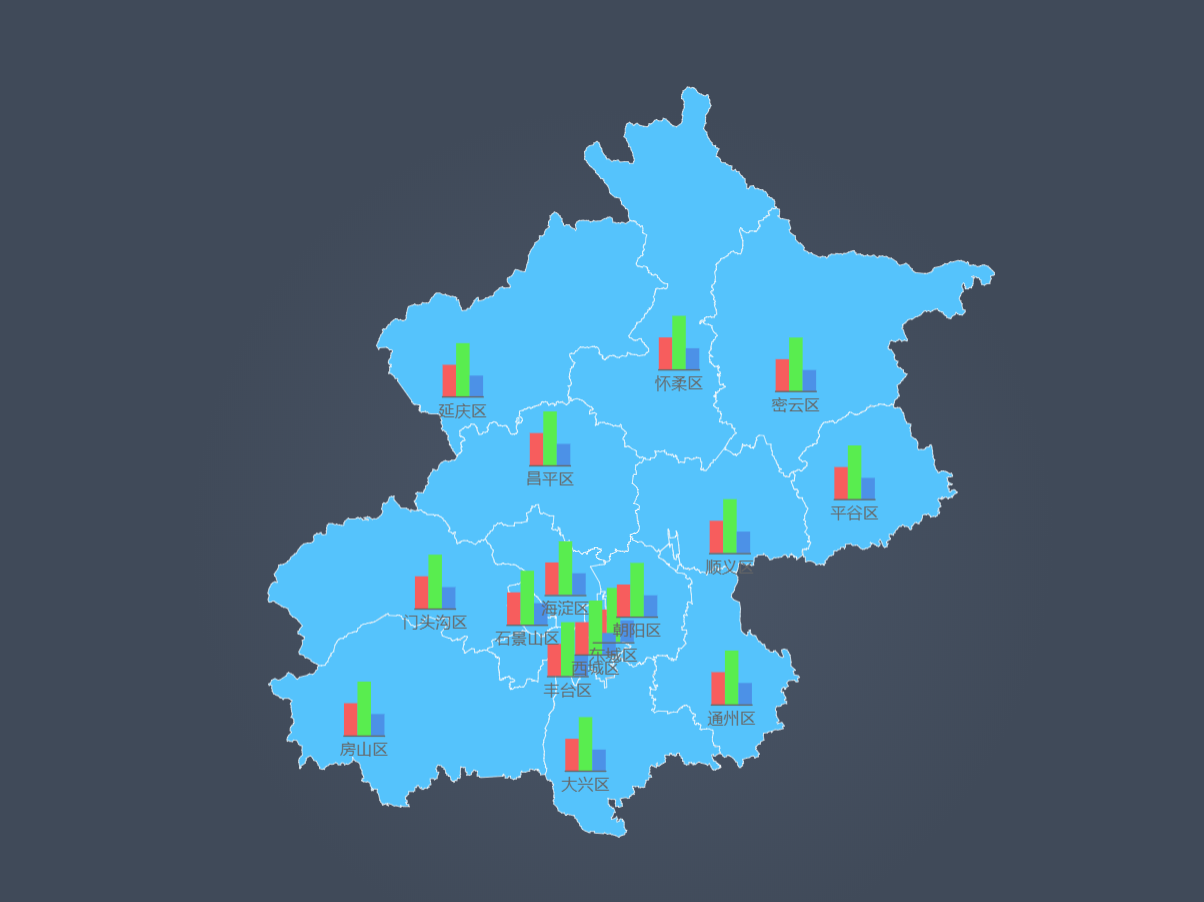 怀柔区
密云区
延庆区
昌平区
平谷区
顺义区
海淀区
门头沟区
朝阳区
石景山区
东城区
西城区
丰台区
通州区
房山区
大兴区